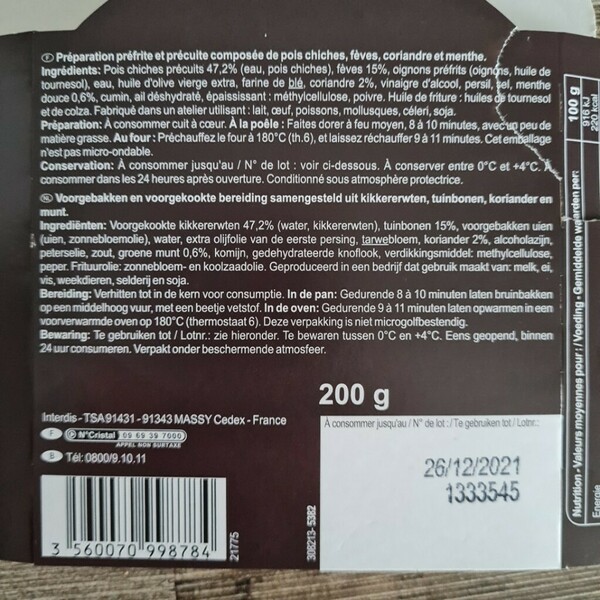 Ⓕ Préparation préfrite et précuite composée de pois chiches, fèves, coriandre et menthe.
Ingrédients: Pois chiches précuits 47,2% (eau, pois chiches), fèves 15%, oignons préfrits (oignons, huile de
tournesol), eau, huile d'olive vierge extra, farine de blé, coriandre 2%, vinaigre d'alcool, persil, sel, menthe
douce 0,6%, cumin, ail déshydraté, épaississant : méthylcellulose, poivre. Huile de friture : huiles de tournesol
et de colza. Fabriqué dans un atelier utilisant : lait, œuf, poissons, mollusques, céleri, soja.
Préparation: À consommer cuit à cœur. À la poêle : Faites dorer à feu moyen, 8 à 10 minutes, avec un peu de
matière grasse. Au four : Préchauffez le four à 180°C (th.6), et laissez réchauffer 9 à 11 minutes. Cet emballage
n'est pas micro-ondable.
Conservation: À consommer jusqu'au / N° de lot : voir ci-dessous. À conserver entre 0°C et +4°C. À
consommer dans les 24 heures après ouverture. Conditionné sous atmosphère protectrice.
Voorgebakken en voorgekookte bereiding samengesteld uit kikkererwten, tuinbonen, koriander en
munt.
Ingrediënten: Voorgekookte kikkererwten 47,2% (water, kikkererwten), tuinbonen 15%, voorgebakken uien
(uien, zonnebloemolie), water, extra olijfolie van de eerste persing, tarwebloem, koriander 2%, alcoholazijn,
peterselie, zout, groene munt 0,6%, komijn, gedehydrateerde knoflook, verdikkingsmiddel: methylcellulose,
peper. Frituurolie: zonnebloem- en koolzaadolie. Geproduceerd in een bedrijf dat gebruik maakt van: melk, ei,
vis, weekdieren, selderij en soja.
Bereiding: Verhitten tot in de kern voor consumptie. In de pan: Gedurende 8 à 10 minuten laten bruinbakken
op een middelhoog vuur, met een beetje vetstof. In de oven: Gedurende 9 à 11 minuten laten opwarmen in een
voorverwarmde oven op 180°C (thermostaat 6). Deze verpakking is niet microgolfbestendig.
Bewaring: Te gebruiken tot / Lotnr.: zie hieronder. Te bewaren tussen 0°C en +4°C. Eens geopend, binnen
24 uur consumeren. Verpakt onder beschermende atmosfeer.
200 g
Interdis - TSA 91431 - 91343 MASSY Cedex - France
F N°Cristal 09 69 39 7000
APPEL NON SURTAXE
B Tél: 0800/9.10.11
À consommer jusqu'au / N° de lot :/Te gebruiken tot / Lotnr.:
26/12/2021
1333545
3 560070 998784
21775
308213-5382
Nutrition - Valeurs moyennes pour : / Voeding - Gemiddelde waarden per:
100 g
Energie
916 kJ
220 kcal